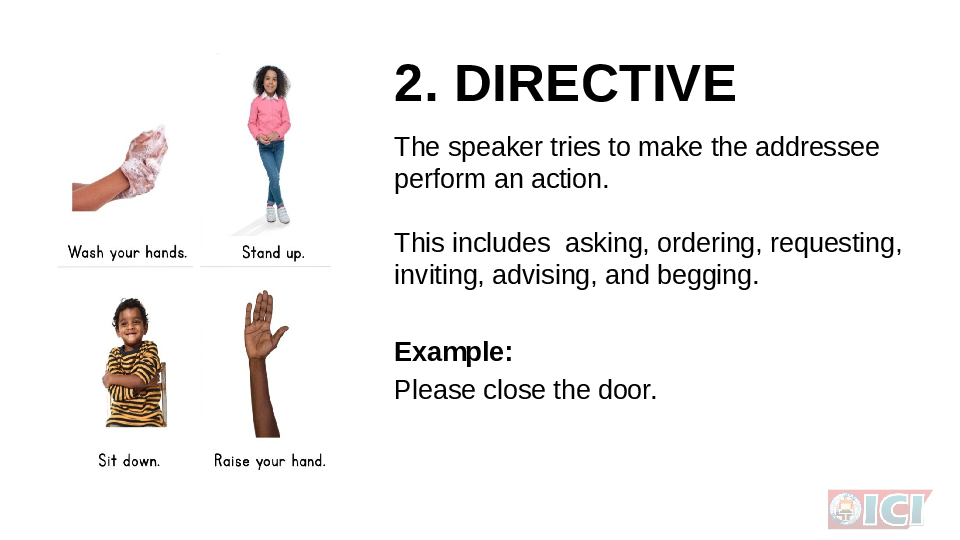 2. DIRECTIVE
The speaker tries to make the addressee
perform an action.
This includes  asking, ordering, requesting,
inviting, advising, and begging.
Example:
Please close the door.
Wash your hands.
Stand up.
Sit down.
Raise your hand.
ICI